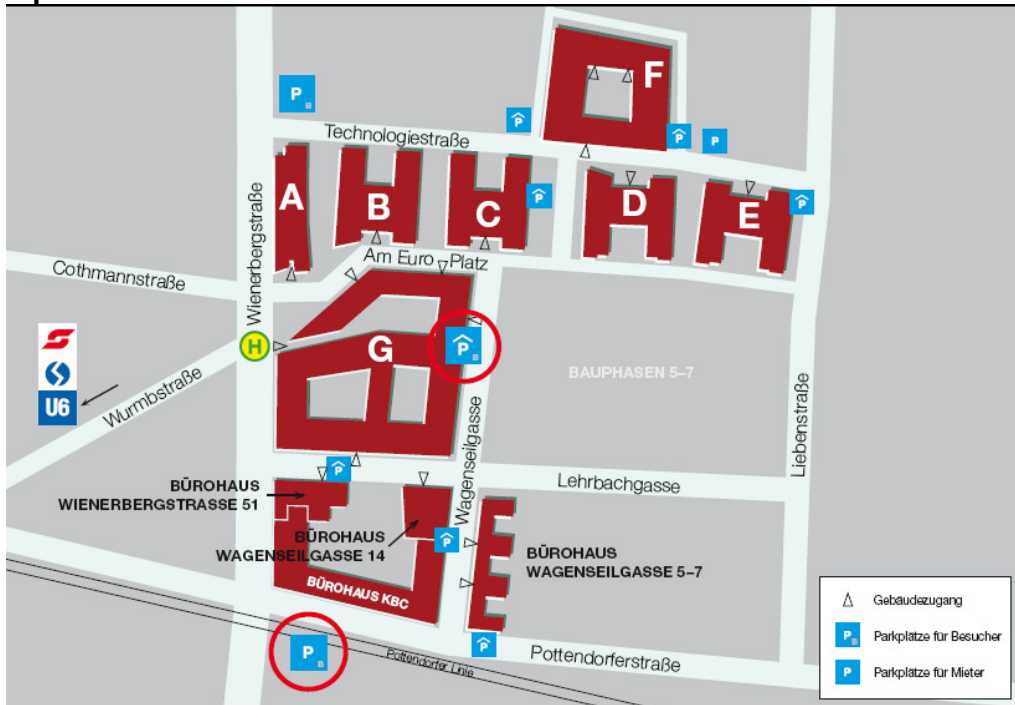 F
P
B
P
P
P
Technologiestraße
A
B
C
P
D
E
P
Wienerbergstraße
Am Euro Platz
Cothmannstraße
H
G
P
B
BAUPHASEN 5–7
U6
Wurmbstraße
Wagenseilgasse
Liebenstraße
P
Lehrbachgasse
BÜROHAUS
WIENERBERGSTRASSE 51
BÜROHAUS
WAGENSEILGASSE 14
P
BÜROHAUS
WAGENSEILGASSE 5–7
BÜROHAUS KBC
P
P
B
Pottendorfer Linie
Pottendorferstraße
Gebäudezugang
P
B
Parkplätze für Besucher
P
Parkplätze für Mieter